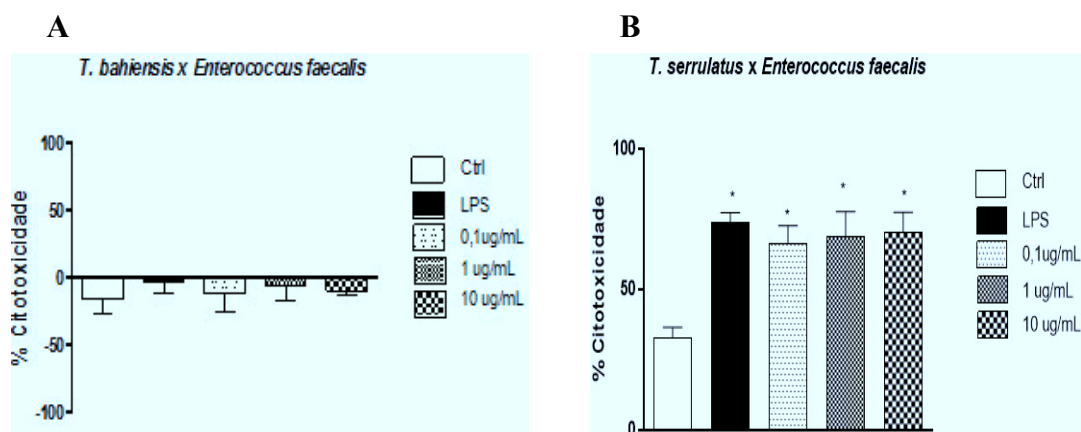 A
T. bahiensis x Enterococcus faecalis
% Citotoxicidade
100
50
0
-50
-100
Ctrl
LPS
0,1ug/mL
1 ug/mL
10 ug/mL
B
T. serrulatus x Enterococcus faecalis
% Citotoxicidade
100
50
0
* * * *
Ctrl
LPS
0,1ug/mL
1 ug/mL
10 ug/mL